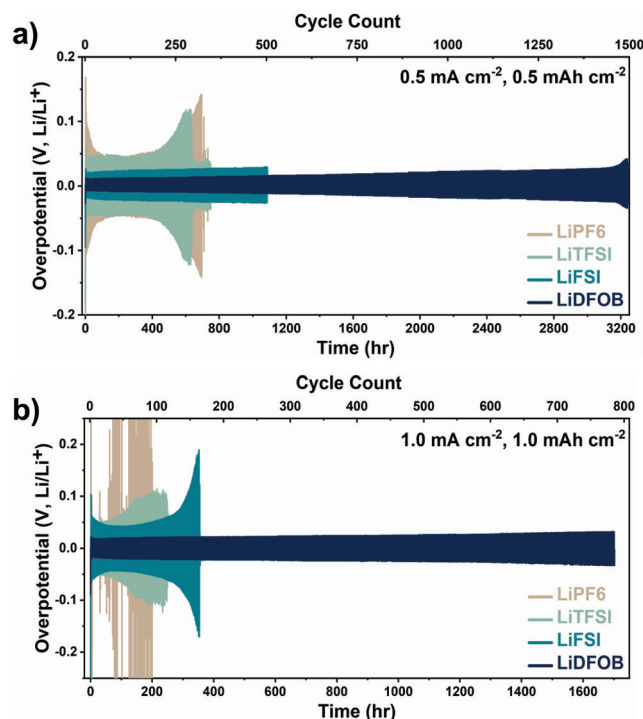 a)
Cycle Count
0 250 500 750 1000 1250 1500
0.5 mA cm⁻², 0.5 mAh cm⁻²
Overpotential (V, Li/Li⁺)
0.2
0.1
0.0
-0.1
-0.2
LiPF6
LiTFSI
LiFSI
LiDFOB
0 400 800 1200 1600 2000 2400 2800 3200
Time (hr)
b)
Cycle Count
0 100 200 300 400 500 600 700 800
1.0 mA cm⁻², 1.0 mAh cm⁻²
Overpotential (V, Li/Li⁺)
0.2
0.1
0.0
-0.1
-0.2
LiPF6
LiTFSI
LiFSI
LiDFOB
0 200 400 600 800 1000 1200 1400 1600
Time (hr)